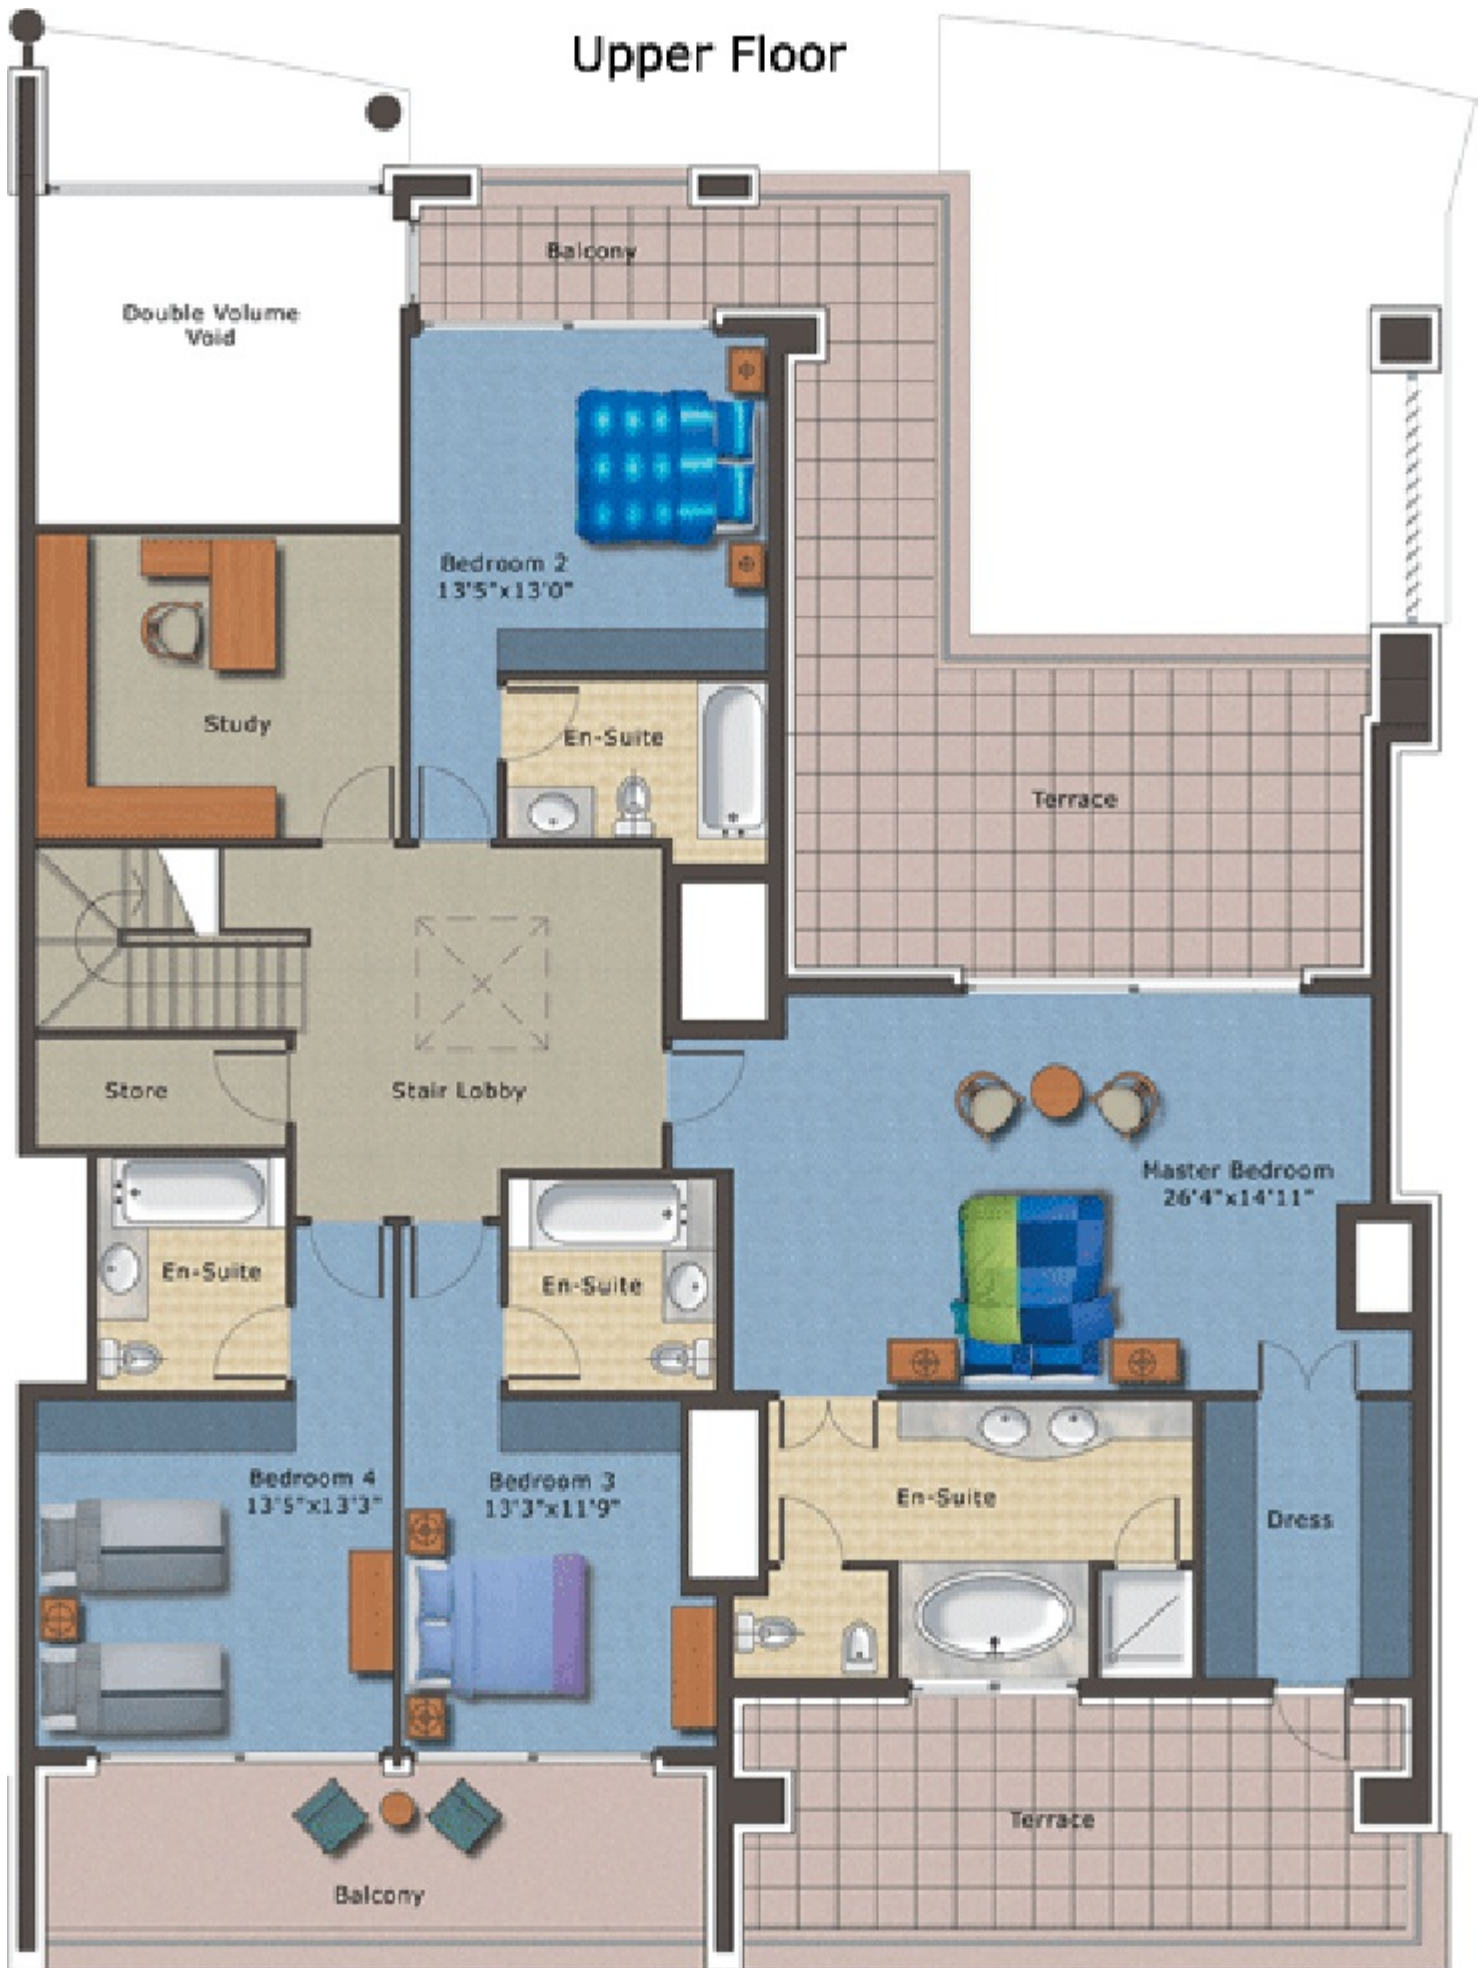 Upper Floor
Balcony
Double Volume
Void
Bedroom 2
13'5"x13'0"
Study
En-Suite
Terrace
Store
Stair Lobby
Master Bedroom
26'4"x14'11"
En-Suite
En-Suite
Bedroom 4
13'5"x13'3"
Bedroom 3
13'3"x11'9"
En-Suite
Dress
Terrace
Balcony